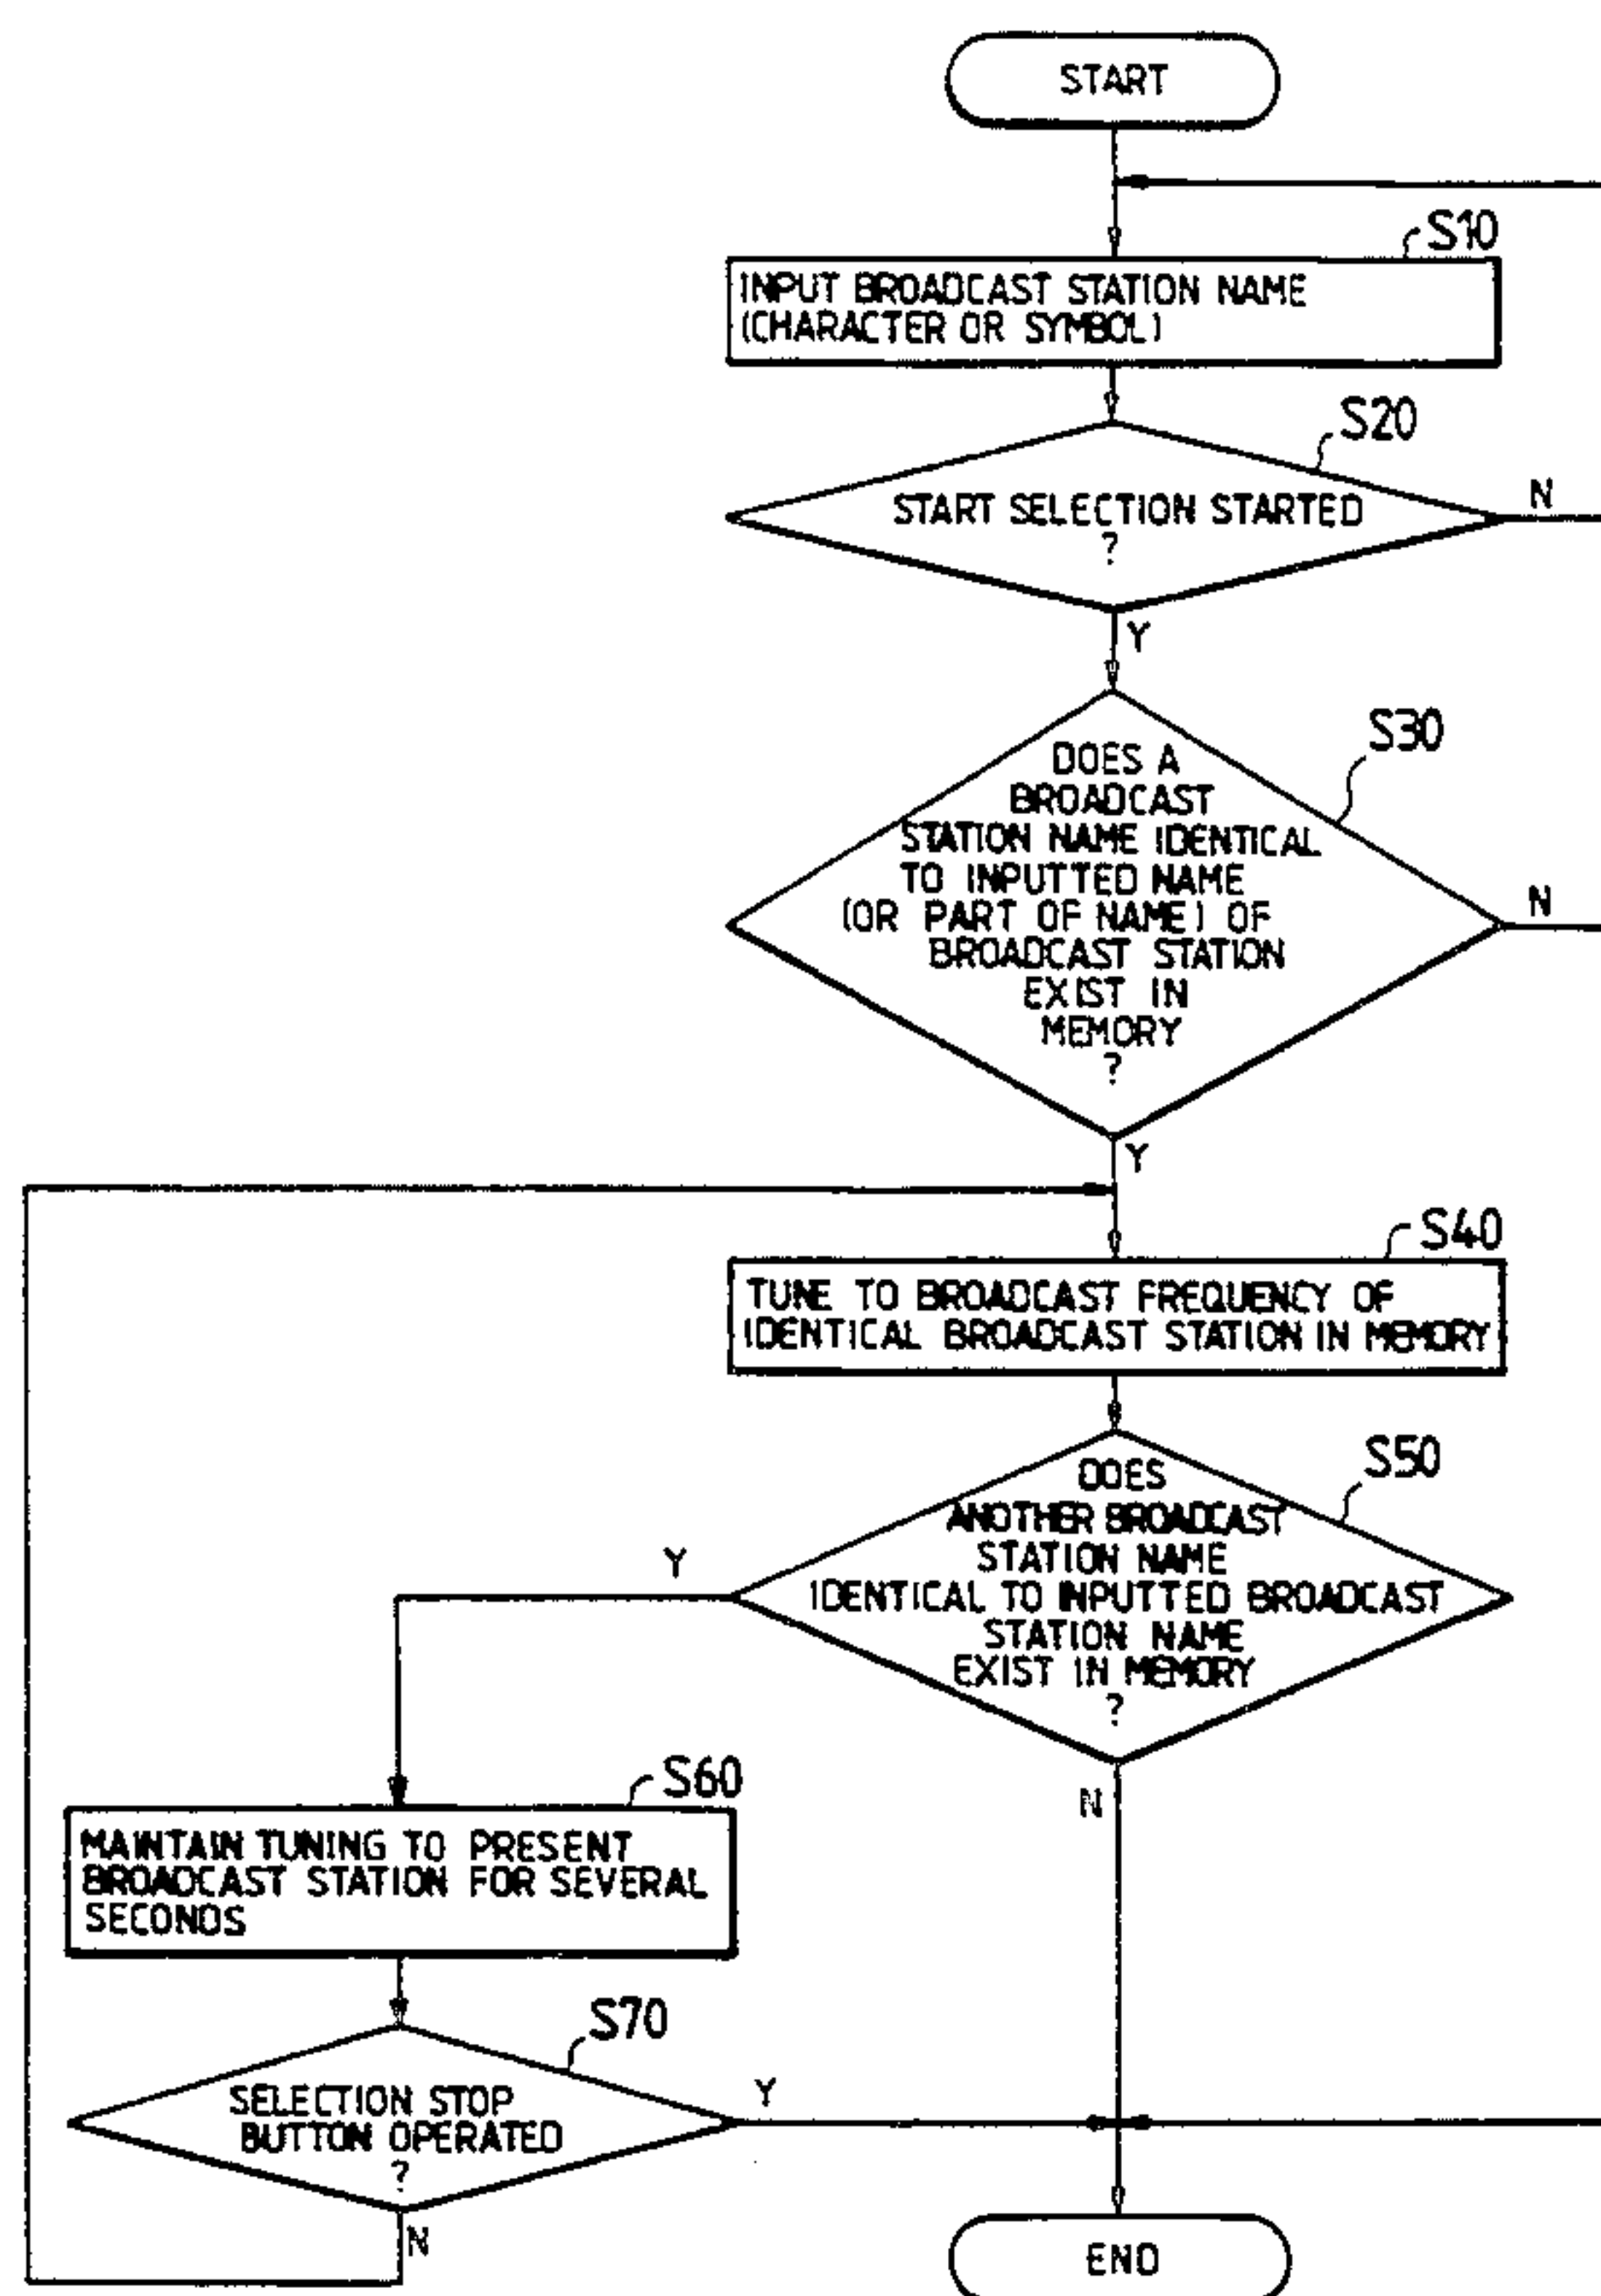 START
S10
INPUT BROADCAST STATION NAME
(CHARACTER OR SYMBOL)
S20
START SELECTION STARTED
?
N
Y
S30
DOES A
BROADCAST
STATION NAME IDENTICAL
TO INPUTTED NAME
(OR PART OF NAME) OF
BROADCAST STATION
EXIST IN
MEMORY
?
N
Y
S40
TUNE TO BROADCAST FREQUENCY OF
IDENTICAL BROADCAST STATION IN MEMORY
S50
DOES
ANOTHER BROADCAST
STATION NAME
IDENTICAL TO INPUTTED BROADCAST
STATION NAME
EXIST IN MEMORY
?
Y
N
S60
MAINTAIN TUNING TO PRESENT
BROADCAST STATION FOR SEVERAL
SECONDS
S70
SELECTION STOP
BUTTON OPERATED
?
Y
N
END